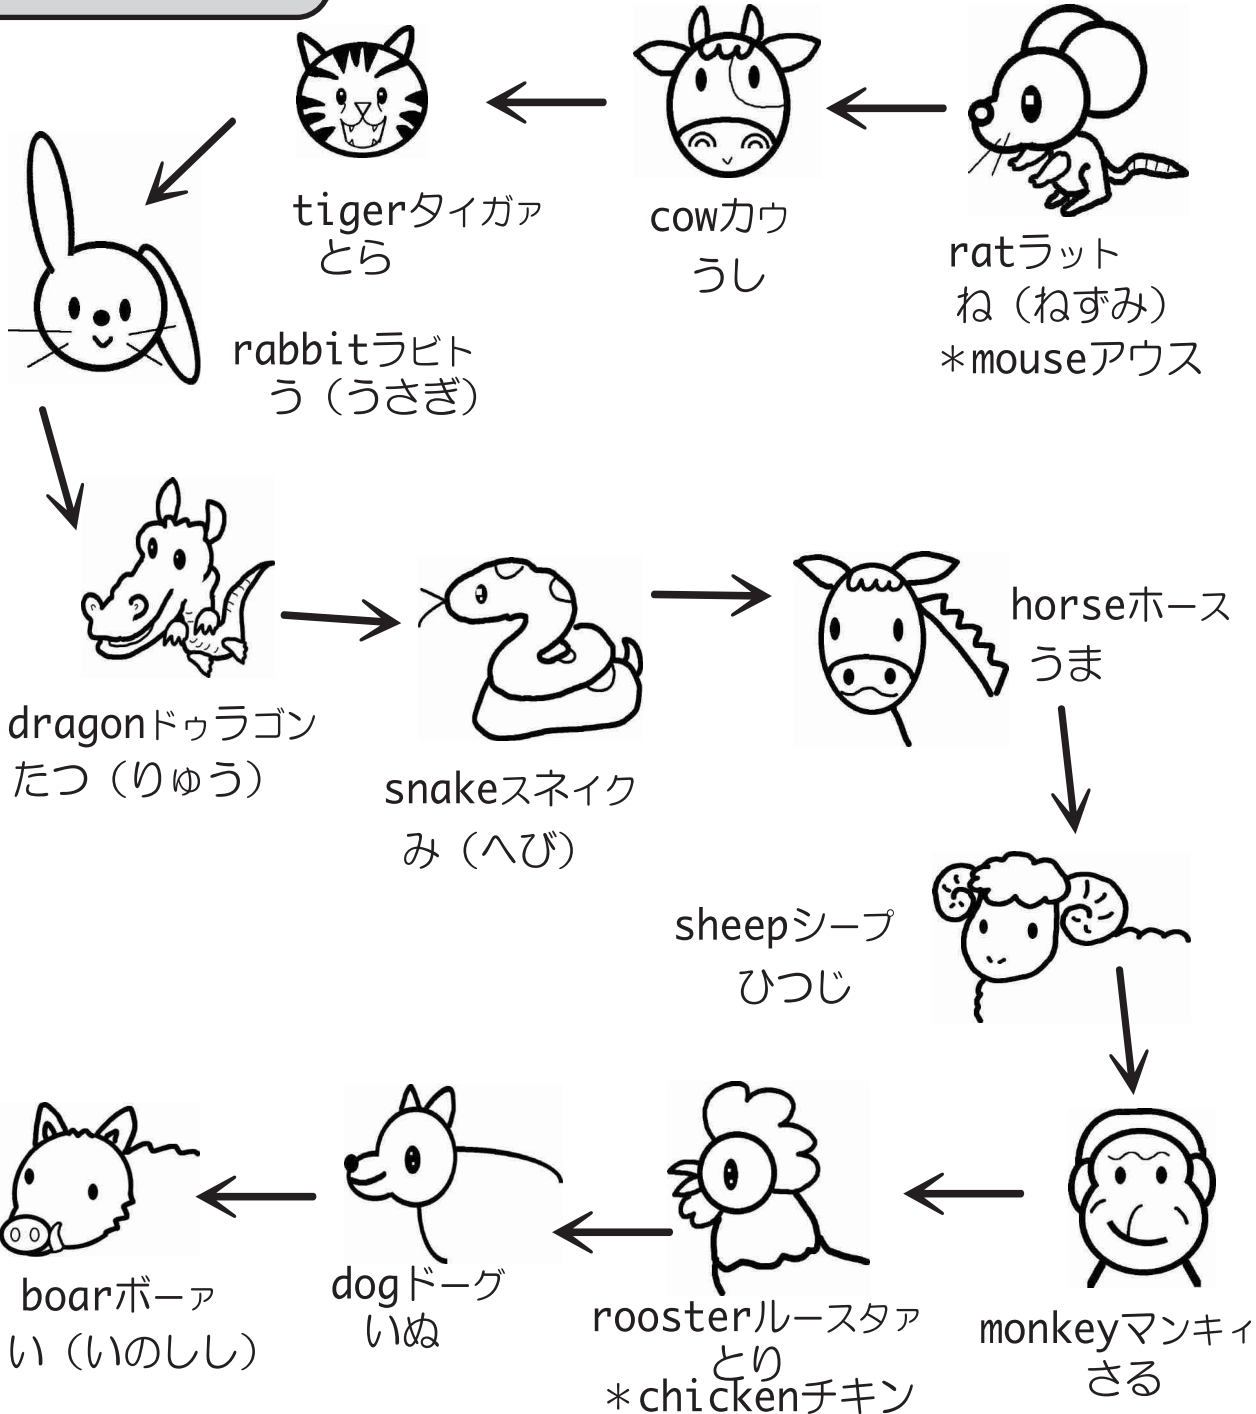 ratラット
ね（ねずみ）
＊mouseアウス
cowカウ
うし
tigerタイガァ
とら
rabbitラビト
う（うさぎ）
dragonドゥラゴン
たつ（りゅう）
snakeスネイク
み（へび）
horseホース
うま
sheepシープ
ひつじ
monkeyマンキィ
さる
roosterルースタァ
とり
＊chickenチキン
dogドーグ
いぬ
boarボーァ
い（いのしし）